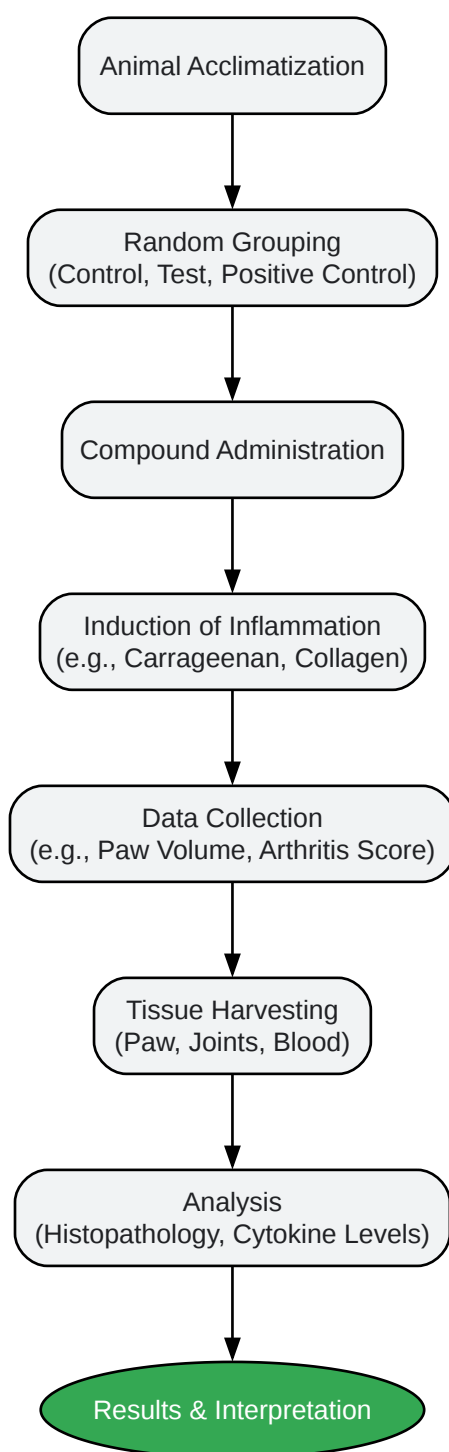 Animal Acclimatization
Random Grouping
(Control, Test, Positive Control)
Compound Administration
Induction of Inflammation
(e.g., Carrageenan, Collagen)
Data Collection
(e.g., Paw Volume, Arthritis Score)
Tissue Harvesting
(Paw, Joints, Blood)
Analysis
(Histopathology, Cytokine Levels)
Results & Interpretation